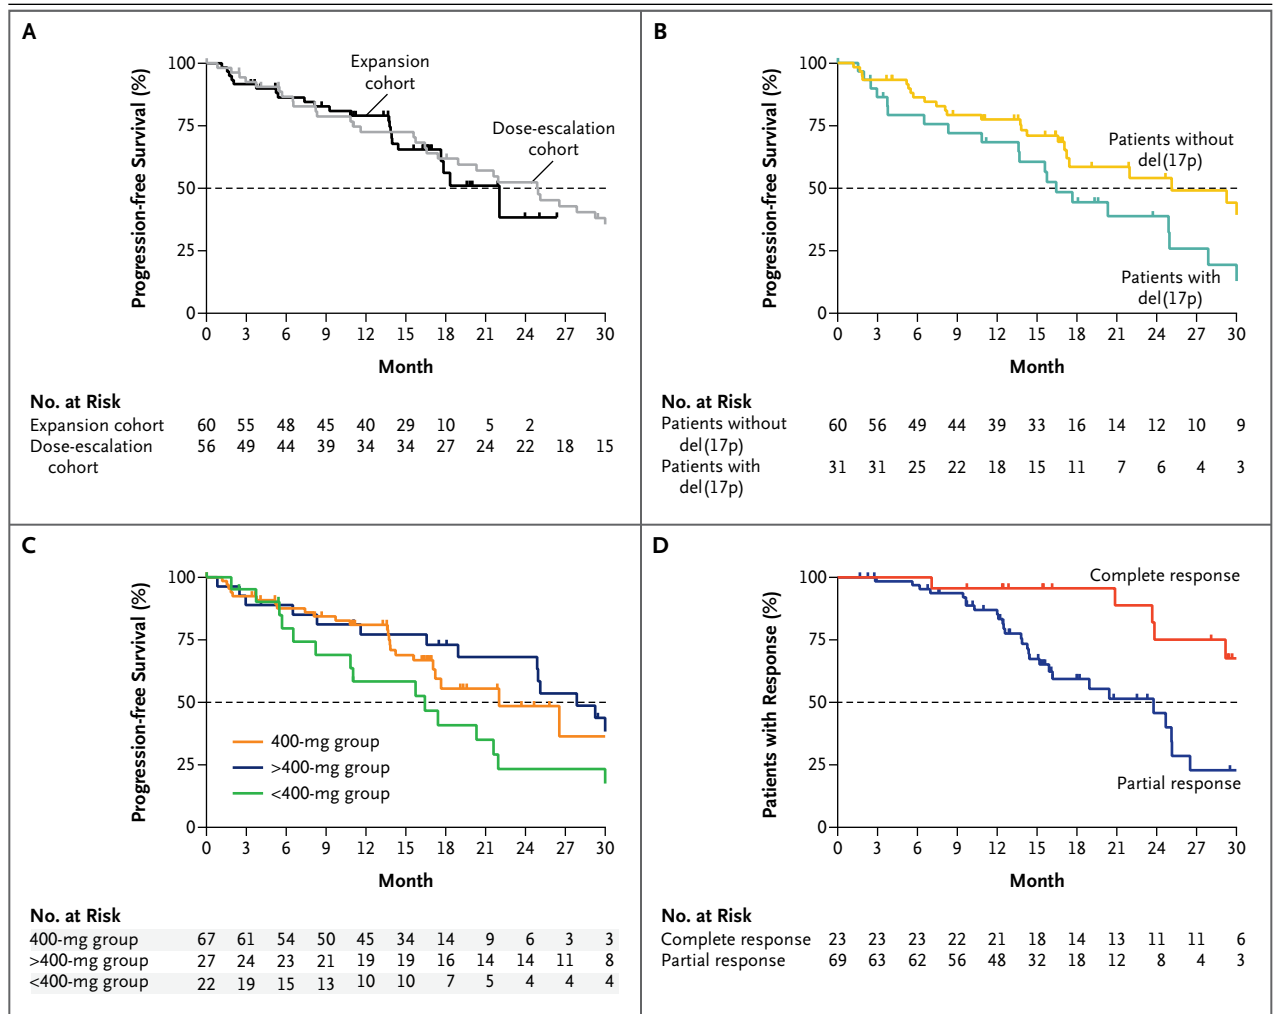 A
Progression-free Survival (%)
100
75
50
25
0
Expansion
cohort
Dose-escalation
cohort
0 3 6 9 12 15 18 21 24 27 30
Month
No. at Risk
Expansion cohort 60 55 48 45 40 29 10 5 2
Dose-escalation 56 49 44 39 34 34 27 24 22 18 15
cohort
B
Progression-free Survival (%)
100
75
50
25
0
Patients without
del(17p)
Patients with
del(17p)
0 3 6 9 12 15 18 21 24 27 30
Month
No. at Risk
Patients without 60 56 49 44 39 33 16 14 12 10 9
del(17p)
Patients with 31 31 25 22 18 15 11 7 6 4 3
del(17p)
C
Progression-free Survival (%)
100
75
50
25
0
400-mg group
>400-mg group
<400-mg group
0 3 6 9 12 15 18 21 24 27 30
Month
No. at Risk
400-mg group 67 61 54 50 45 34 14 9 6 3 3
>400-mg group 27 24 23 21 19 19 16 14 14 11 8
<400-mg group 22 19 15 13 10 10 7 5 4 4 4
D
Patients with Response (%)
100
75
50
25
0
Complete response
Partial response
0 3 6 9 12 15 18 21 24 27 30
Month
No. at Risk
Complete response 23 23 23 22 21 18 14 13 11 11 6
Partial response 69 63 62 56 48 32 18 12 8 4 3